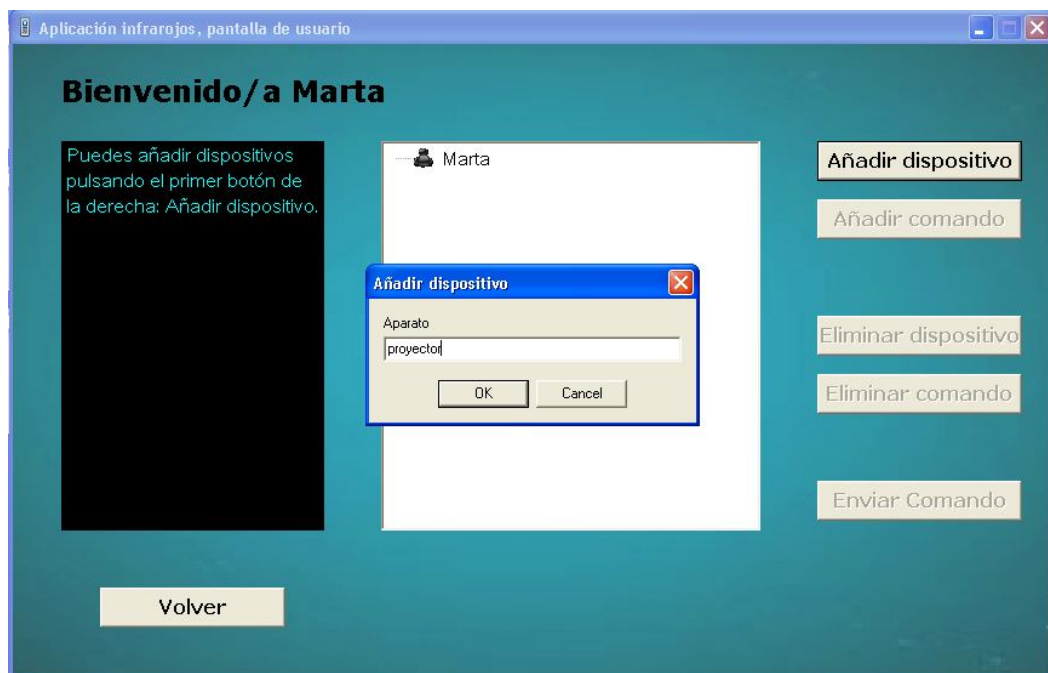 Aplicación infrarojos, pantalla de usuario
Bienvenido/a Marta
Puedes añadir dispositivos
pulsando el primer botón de
la derecha: Añadir dispositivo.
Marta
Añadir dispositivo
Aparato
proyector
OK
Cancel
Añadir dispositivo
Añadir comando
Eliminar dispositivo
Eliminar comando
Enviar Comando
Volver